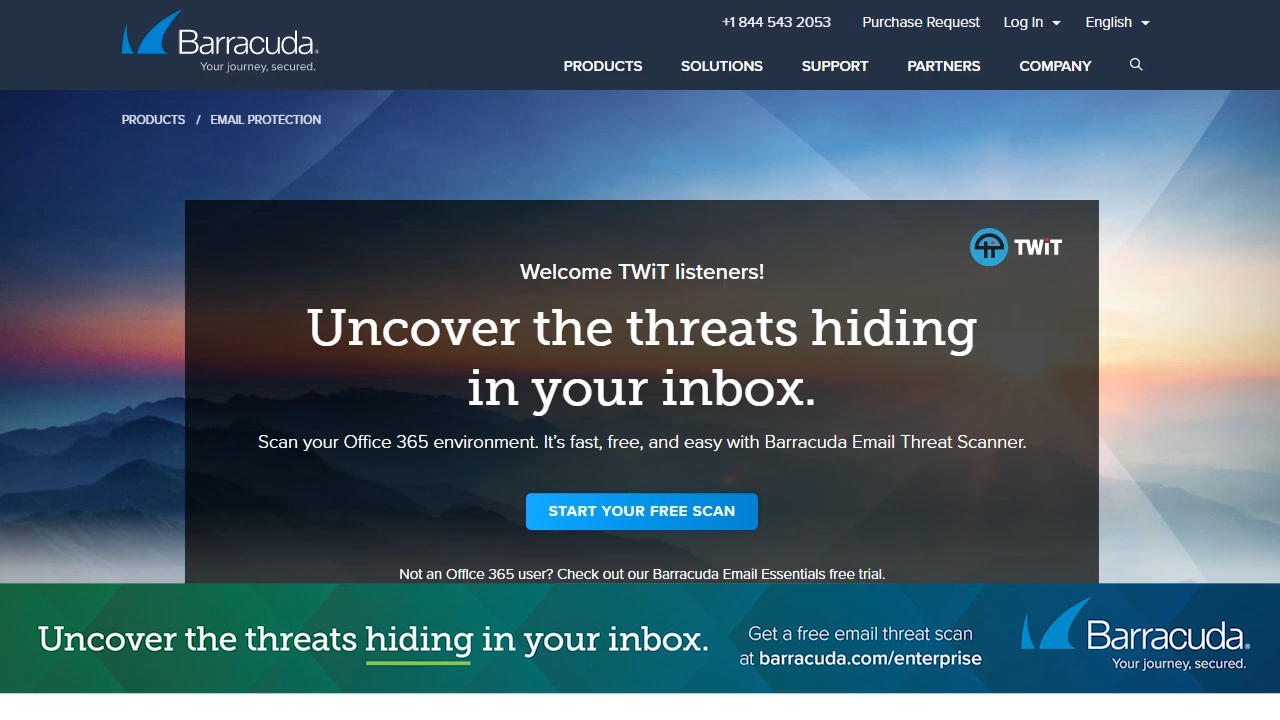 +1 844 543 2053 Purchase Request Log In English
Barracuda
Your journey, secured.
PRODUCTS SOLUTIONS SUPPORT PARTNERS COMPANY
PRODUCTS / EMAIL PROTECTION
TWiT
Welcome TWiT listeners!
Uncover the threats hiding
in your inbox.
Scan your Office 365 environment. It's fast, free, and easy with Barracuda Email Threat Scanner.
START YOUR FREE SCAN
Not an Office 365 user? Check out our Barracuda Email Essentials free trial.
Uncover the threats hiding in your inbox.
Get a free email threat scan
at barracuda.com/enterprise
Barracuda®
Your journey, secured.